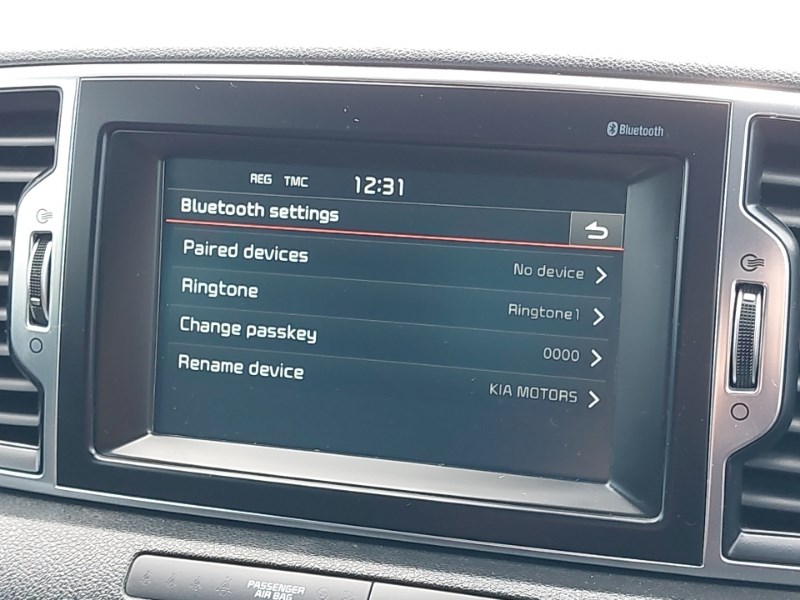 Bluetooth
REG TMC 12:31
Bluetooth settings
Paired devices No device
Ringtone Ringtone1
Change passkey 0000
Rename device KIA MOTORS
PASSENGER
AIR BAG